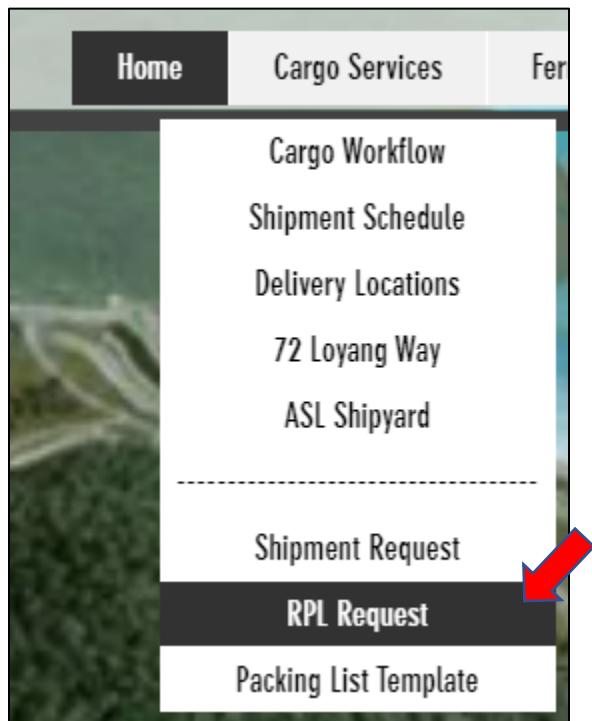 Home Cargo Services Fer
Cargo Workflow
Shipment Schedule
Delivery Locations
72 Loyang Way
ASL Shipyard
-----------------------------------
Shipment Request
RPL Request
Packing List Template